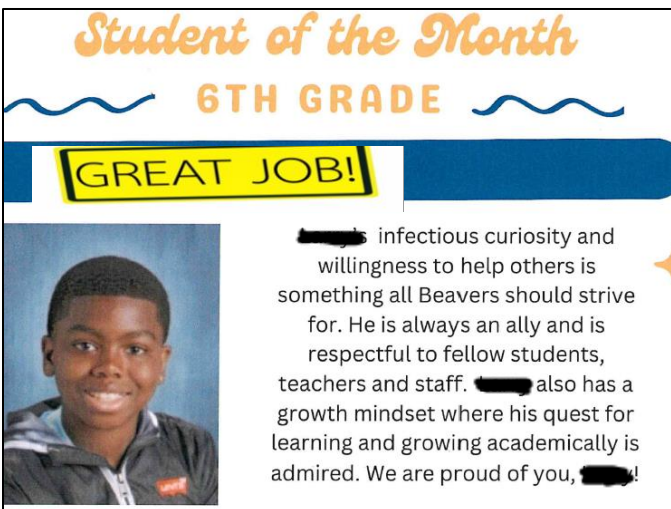 Student of the Month
6TH GRADE
GREAT JOB!
infectious curiosity and
willingness to help others is
something all Beavers should strive
for. He is always an ally and is
respectful to fellow students,
teachers and staff. also has a
growth mindset where his quest for
learning and growing academically is
admired. We are proud of you, !
Levi's